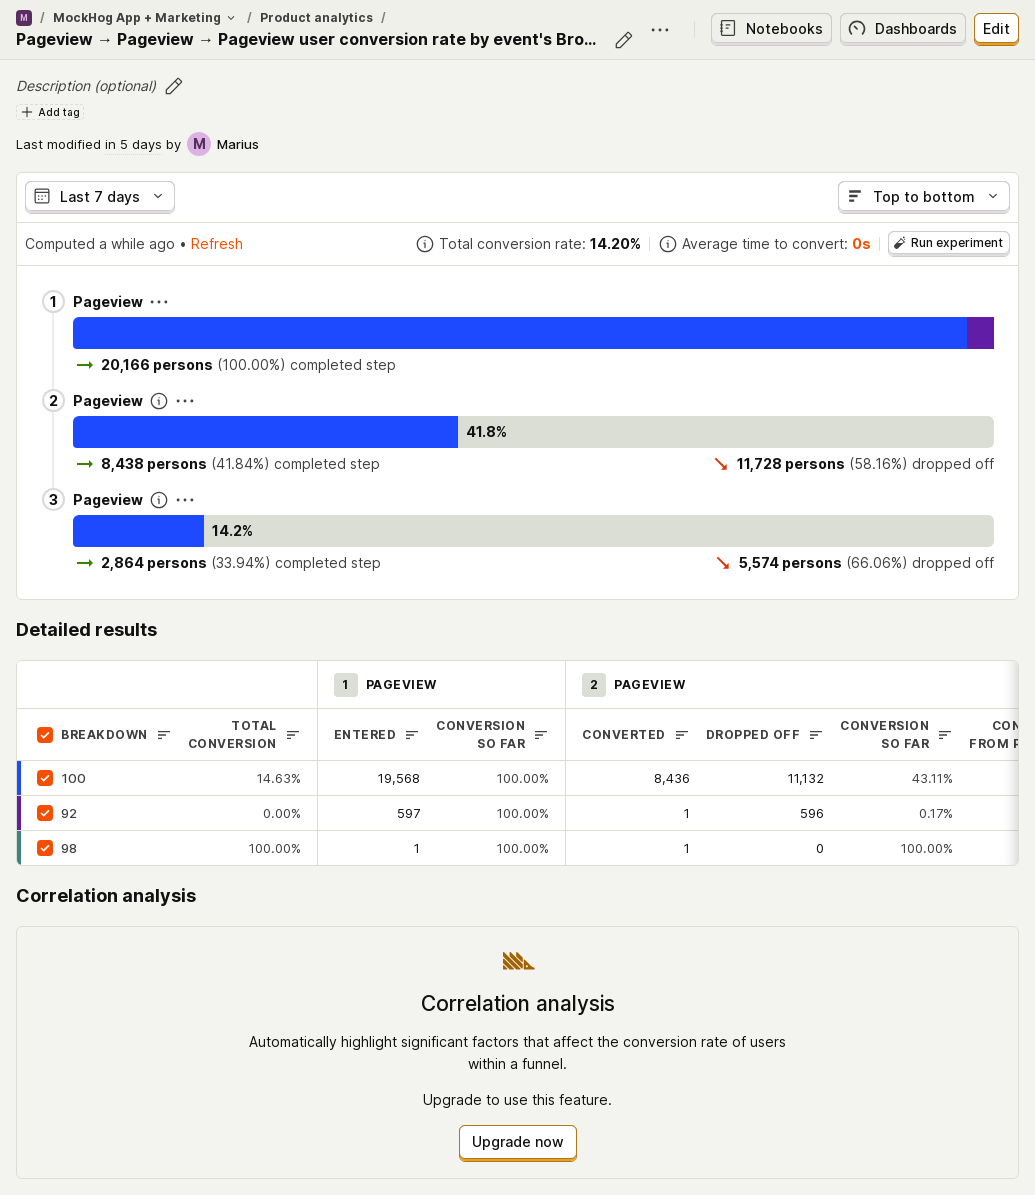 M / MockHog App + Marketing / Product analytics /
Pageview → Pageview → Pageview user conversion rate by event's Bro...
Notebooks
Dashboards
Edit
Description (optional)
Add tag
Last modified in 5 days by M Marius
Last 7 days
Top to bottom
Computed a while ago • Refresh
Total conversion rate: 14.20%
Average time to convert: 0s
Run experiment
1 Pageview
20,166 persons (100.00%) completed step
2 Pageview
41.8%
8,438 persons (41.84%) completed step
11,728 persons (58.16%) dropped off
3 Pageview
14.2%
2,864 persons (33.94%) completed step
5,574 persons (66.06%) dropped off
Detailed results
1 PAGEVIEW
2 PAGEVIEW
BREAKDOWN
TOTAL
CONVERSION
ENTERED
CONVERSION
SO FAR
CONVERTED
DROPPED OFF
CONVERSION
SO FAR
CON
FROM P
100 14.63% 19,568 100.00% 8,436 11,132 43.11%
92 0.00% 597 100.00% 1 596 0.17%
98 100.00% 1 100.00% 1 0 100.00%
Correlation analysis
Correlation analysis
Automatically highlight significant factors that affect the conversion rate of users
within a funnel.
Upgrade to use this feature.
Upgrade now